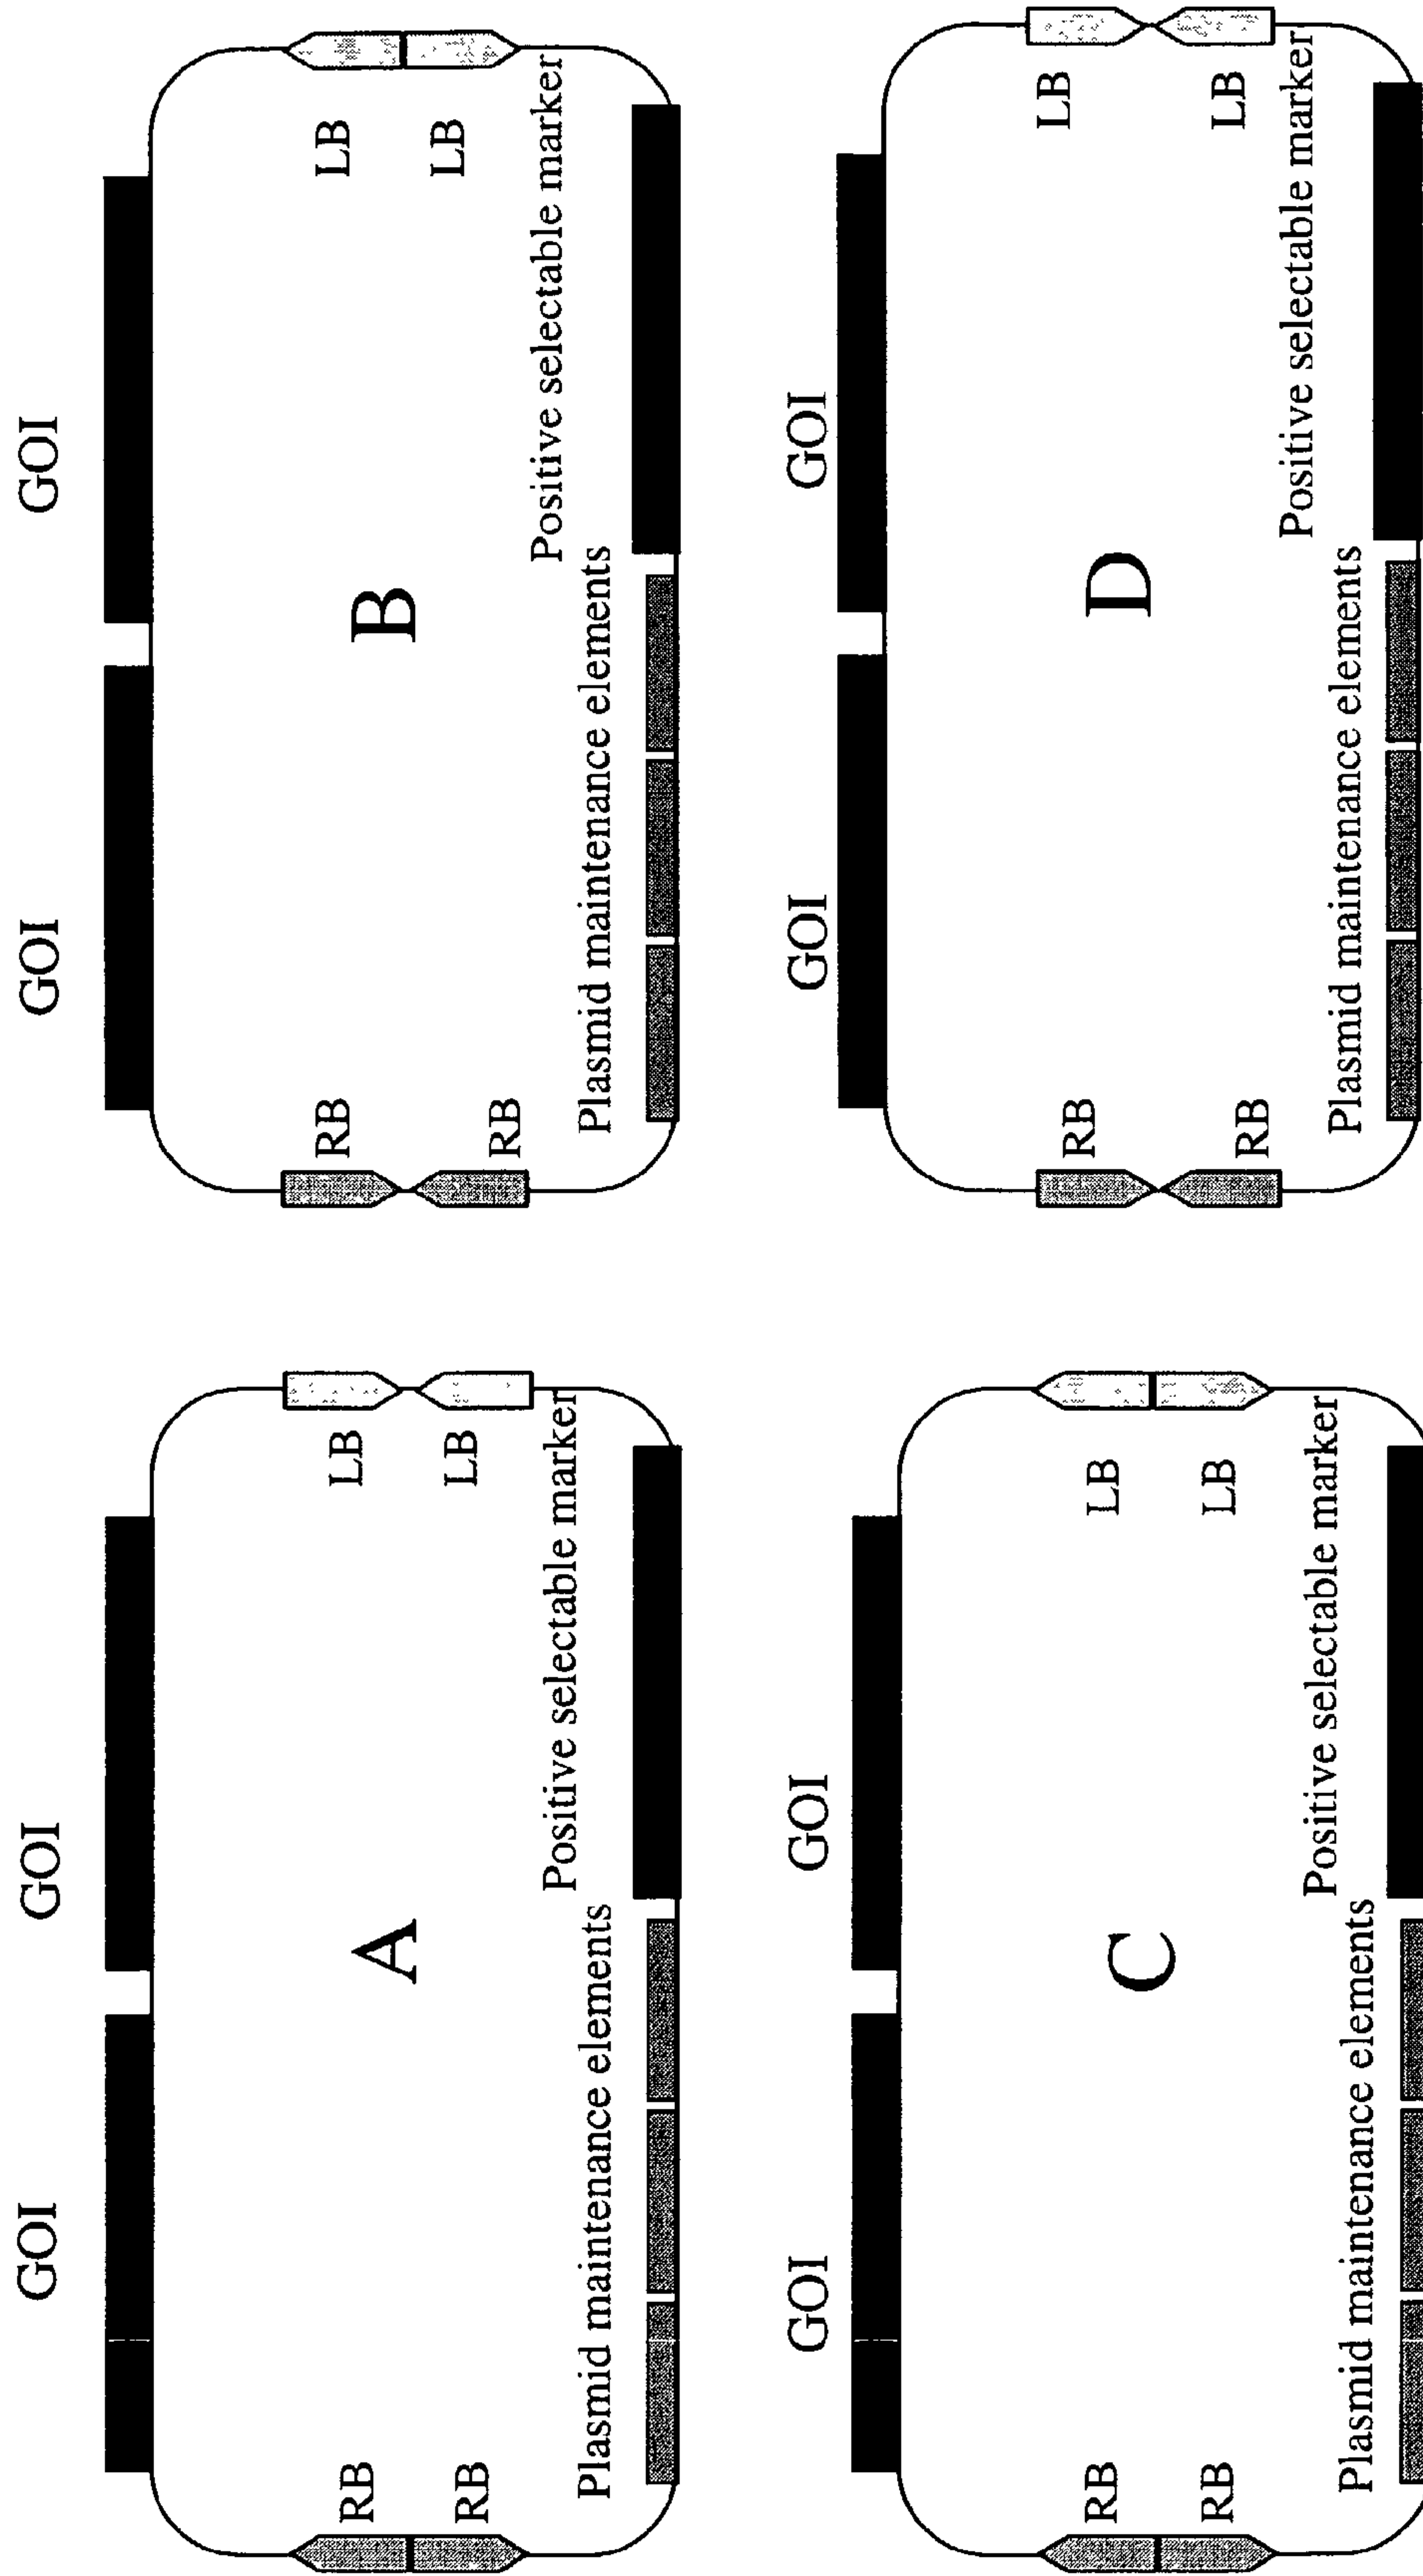 GOI
GOI
RB
RB
A
LB
LB
Plasmid maintenance elements
Positive selectable marker
GOI
GOI
RB
RB
B
LB
LB
Plasmid maintenance elements
Positive selectable marker
GOI
GOI
RB
RB
C
LB
LB
Plasmid maintenance elements
Positive selectable marker
GOI
GOI
RB
RB
D
LB
LB
Plasmid maintenance elements
Positive selectable marker